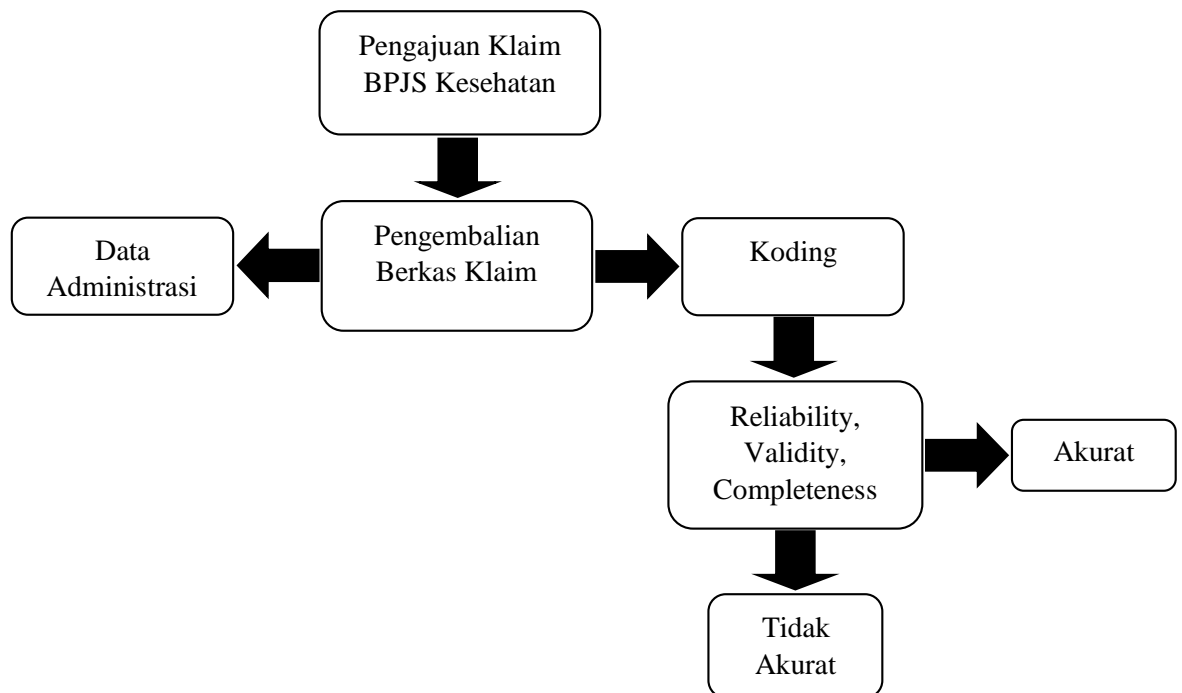 Pengajuan Klaim
BPJS Kesehatan
Data
Administrasi
Pengembalian
Berkas Klaim
Koding
Reliability,
Validity,
Completeness
Akurat
Tidak
Akurat